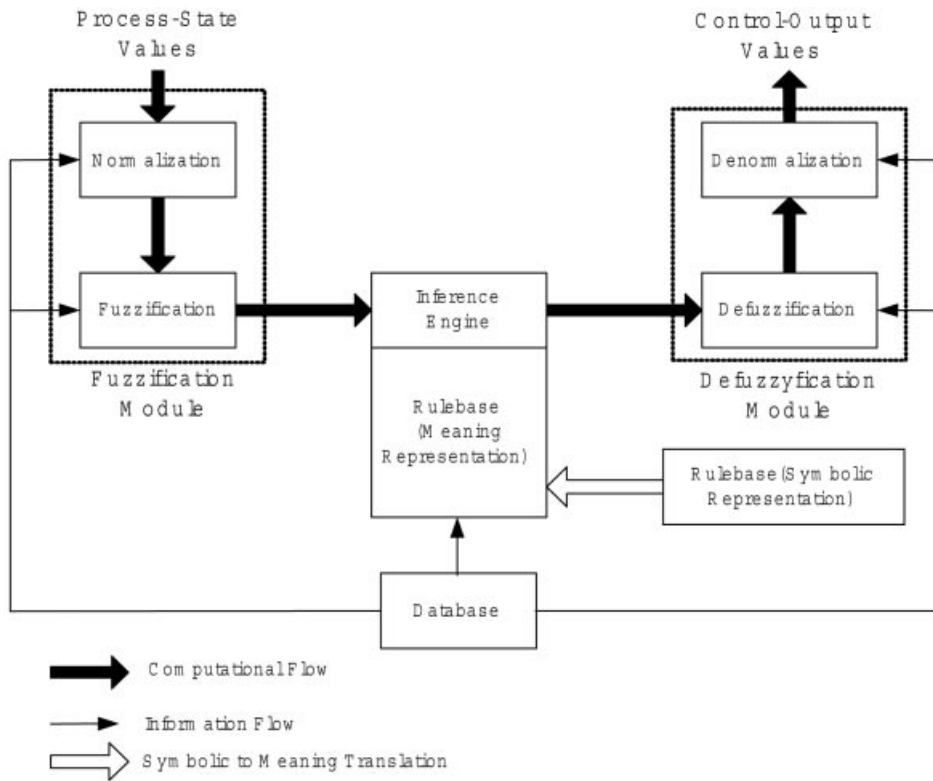 Process-State
Values
Control-Output
Values
Normalization
Denormalization
Fuzzification
Inference
Engine
Defuzzification
Fuzzification
Module
Defuzzyfication
Module
Rulebase
(Meaning
Representation)
Rulebase(Symbolic
Representation)
Database
Computational Flow
Information Flow
Symbolic to Meaning Translation